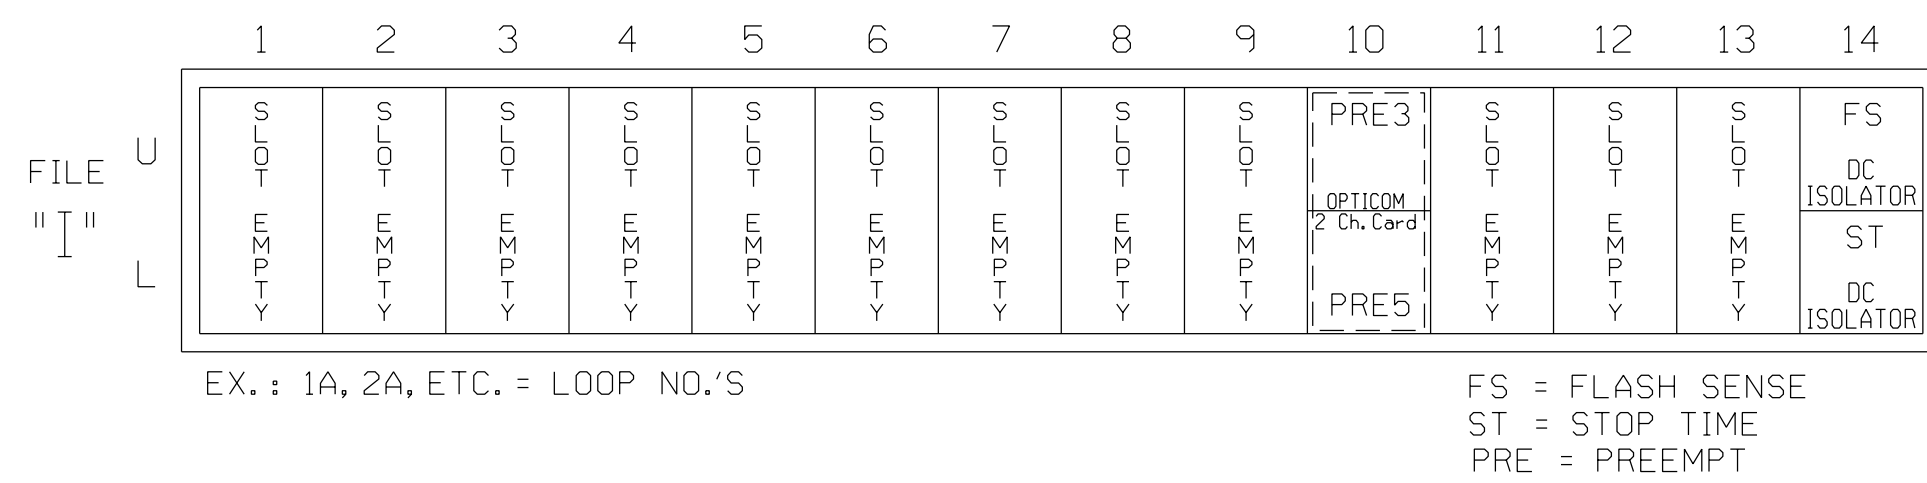 1 2 3 4 5 6 7 8 9 10 11 12 13 14
FILE
"I"
U
L
SLOT EMPTY
SLOT EMPTY
SLOT EMPTY
SLOT EMPTY
SLOT EMPTY
SLOT EMPTY
SLOT EMPTY
SLOT EMPTY
SLOT EMPTY
PRE3
OPTICOM
2 Ch. Card
PRE5
SLOT EMPTY
SLOT EMPTY
SLOT EMPTY
FS
DC
ISOLATOR
ST
DC
ISOLATOR
EX.: 1A, 2A, ETC. = LOOP NO.'S
FS = FLASH SENSE
ST = STOP TIME
PRE = PREEMPT